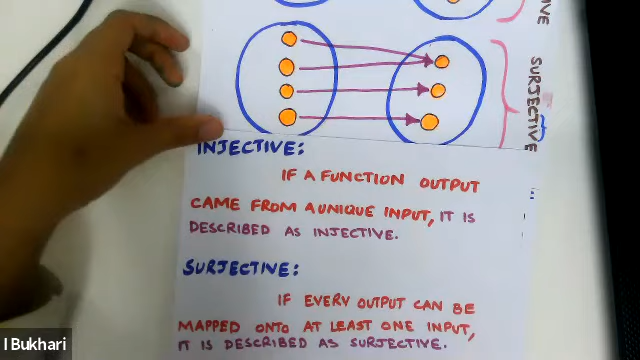 SURJECTIVE
INJECTIVE:
IF A FUNCTION OUTPUT
CAME FROM A UNIQUE INPUT, IT IS
DESCRIBED AS INJECTIVE.
SURJECTIVE:
IF EVERY OUTPUT CAN BE
MAPPED ONTO AT LEAST ONE INPUT,
IT IS DESCRIBED AS SURJECTIVE.
I Bukhari